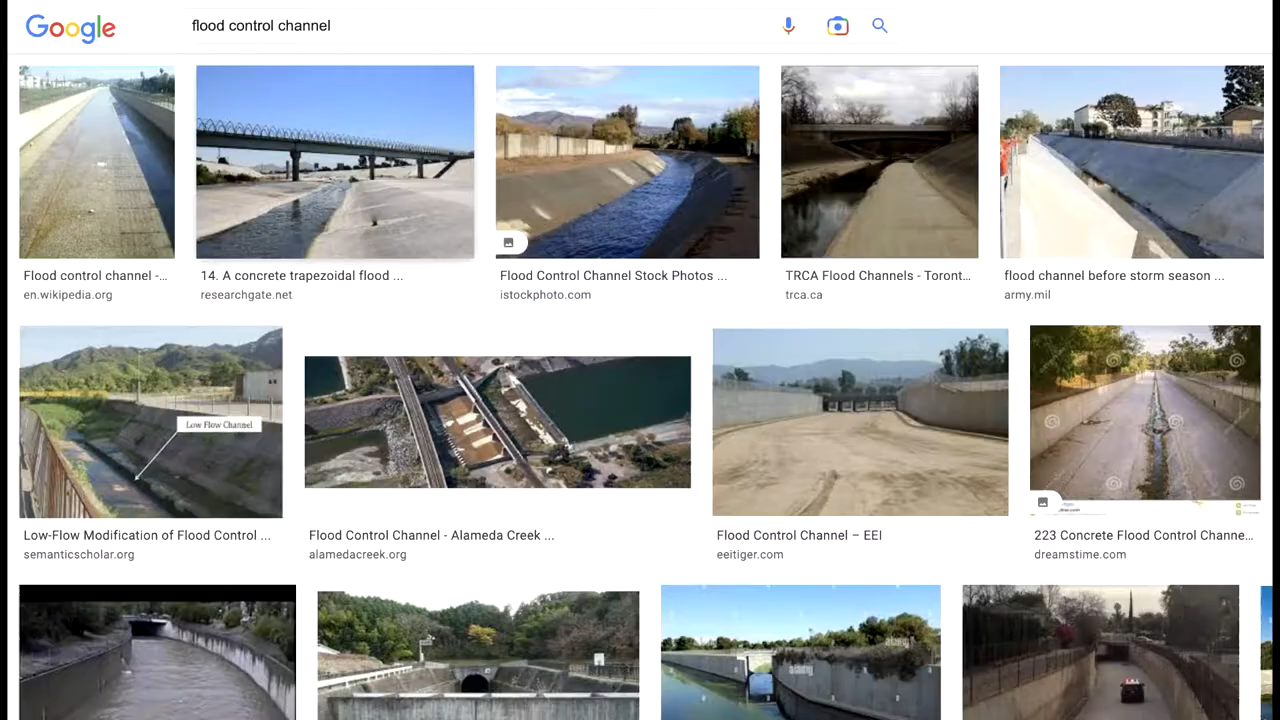 Google
flood control channel
Flood control channel -...
en.wikipedia.org
14. A concrete trapezoidal flood ...
researchgate.net
Flood Control Channel Stock Photos ...
istockphoto.com
TRCA Flood Channels - Toront...
trca.ca
flood channel before storm season ...
army.mil
Low Flow Channel
Low-Flow Modification of Flood Control ...
semanticscholar.org
Flood Control Channel - Alameda Creek ...
alamedacreek.org
Flood Control Channel – EEI
eeitiger.com
223 Concrete Flood Control Channe...
dreamstime.com
alamy